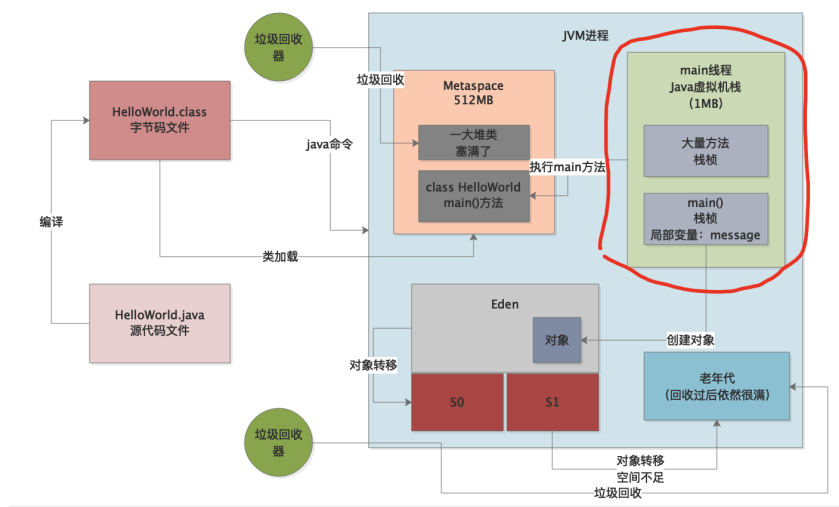 垃圾回收
器
JVM进程
垃圾回收
Metaspace
512MB
main线程
Java虚拟机栈
（1MB）
HelloWorld.class
字节码文件
一大堆类
塞满了
java命令
大量方法
栈桢
执行main方法
class HelloWorld
main()方法
main()
栈桢
局部变量：message
编译
类加载
HelloWorld.java
源代码文件
Eden
对象
创建对象
对象转移
老年代
（回收过后依然很满）
S0
S1
垃圾回收
器
对象转移
空间不足
垃圾回收